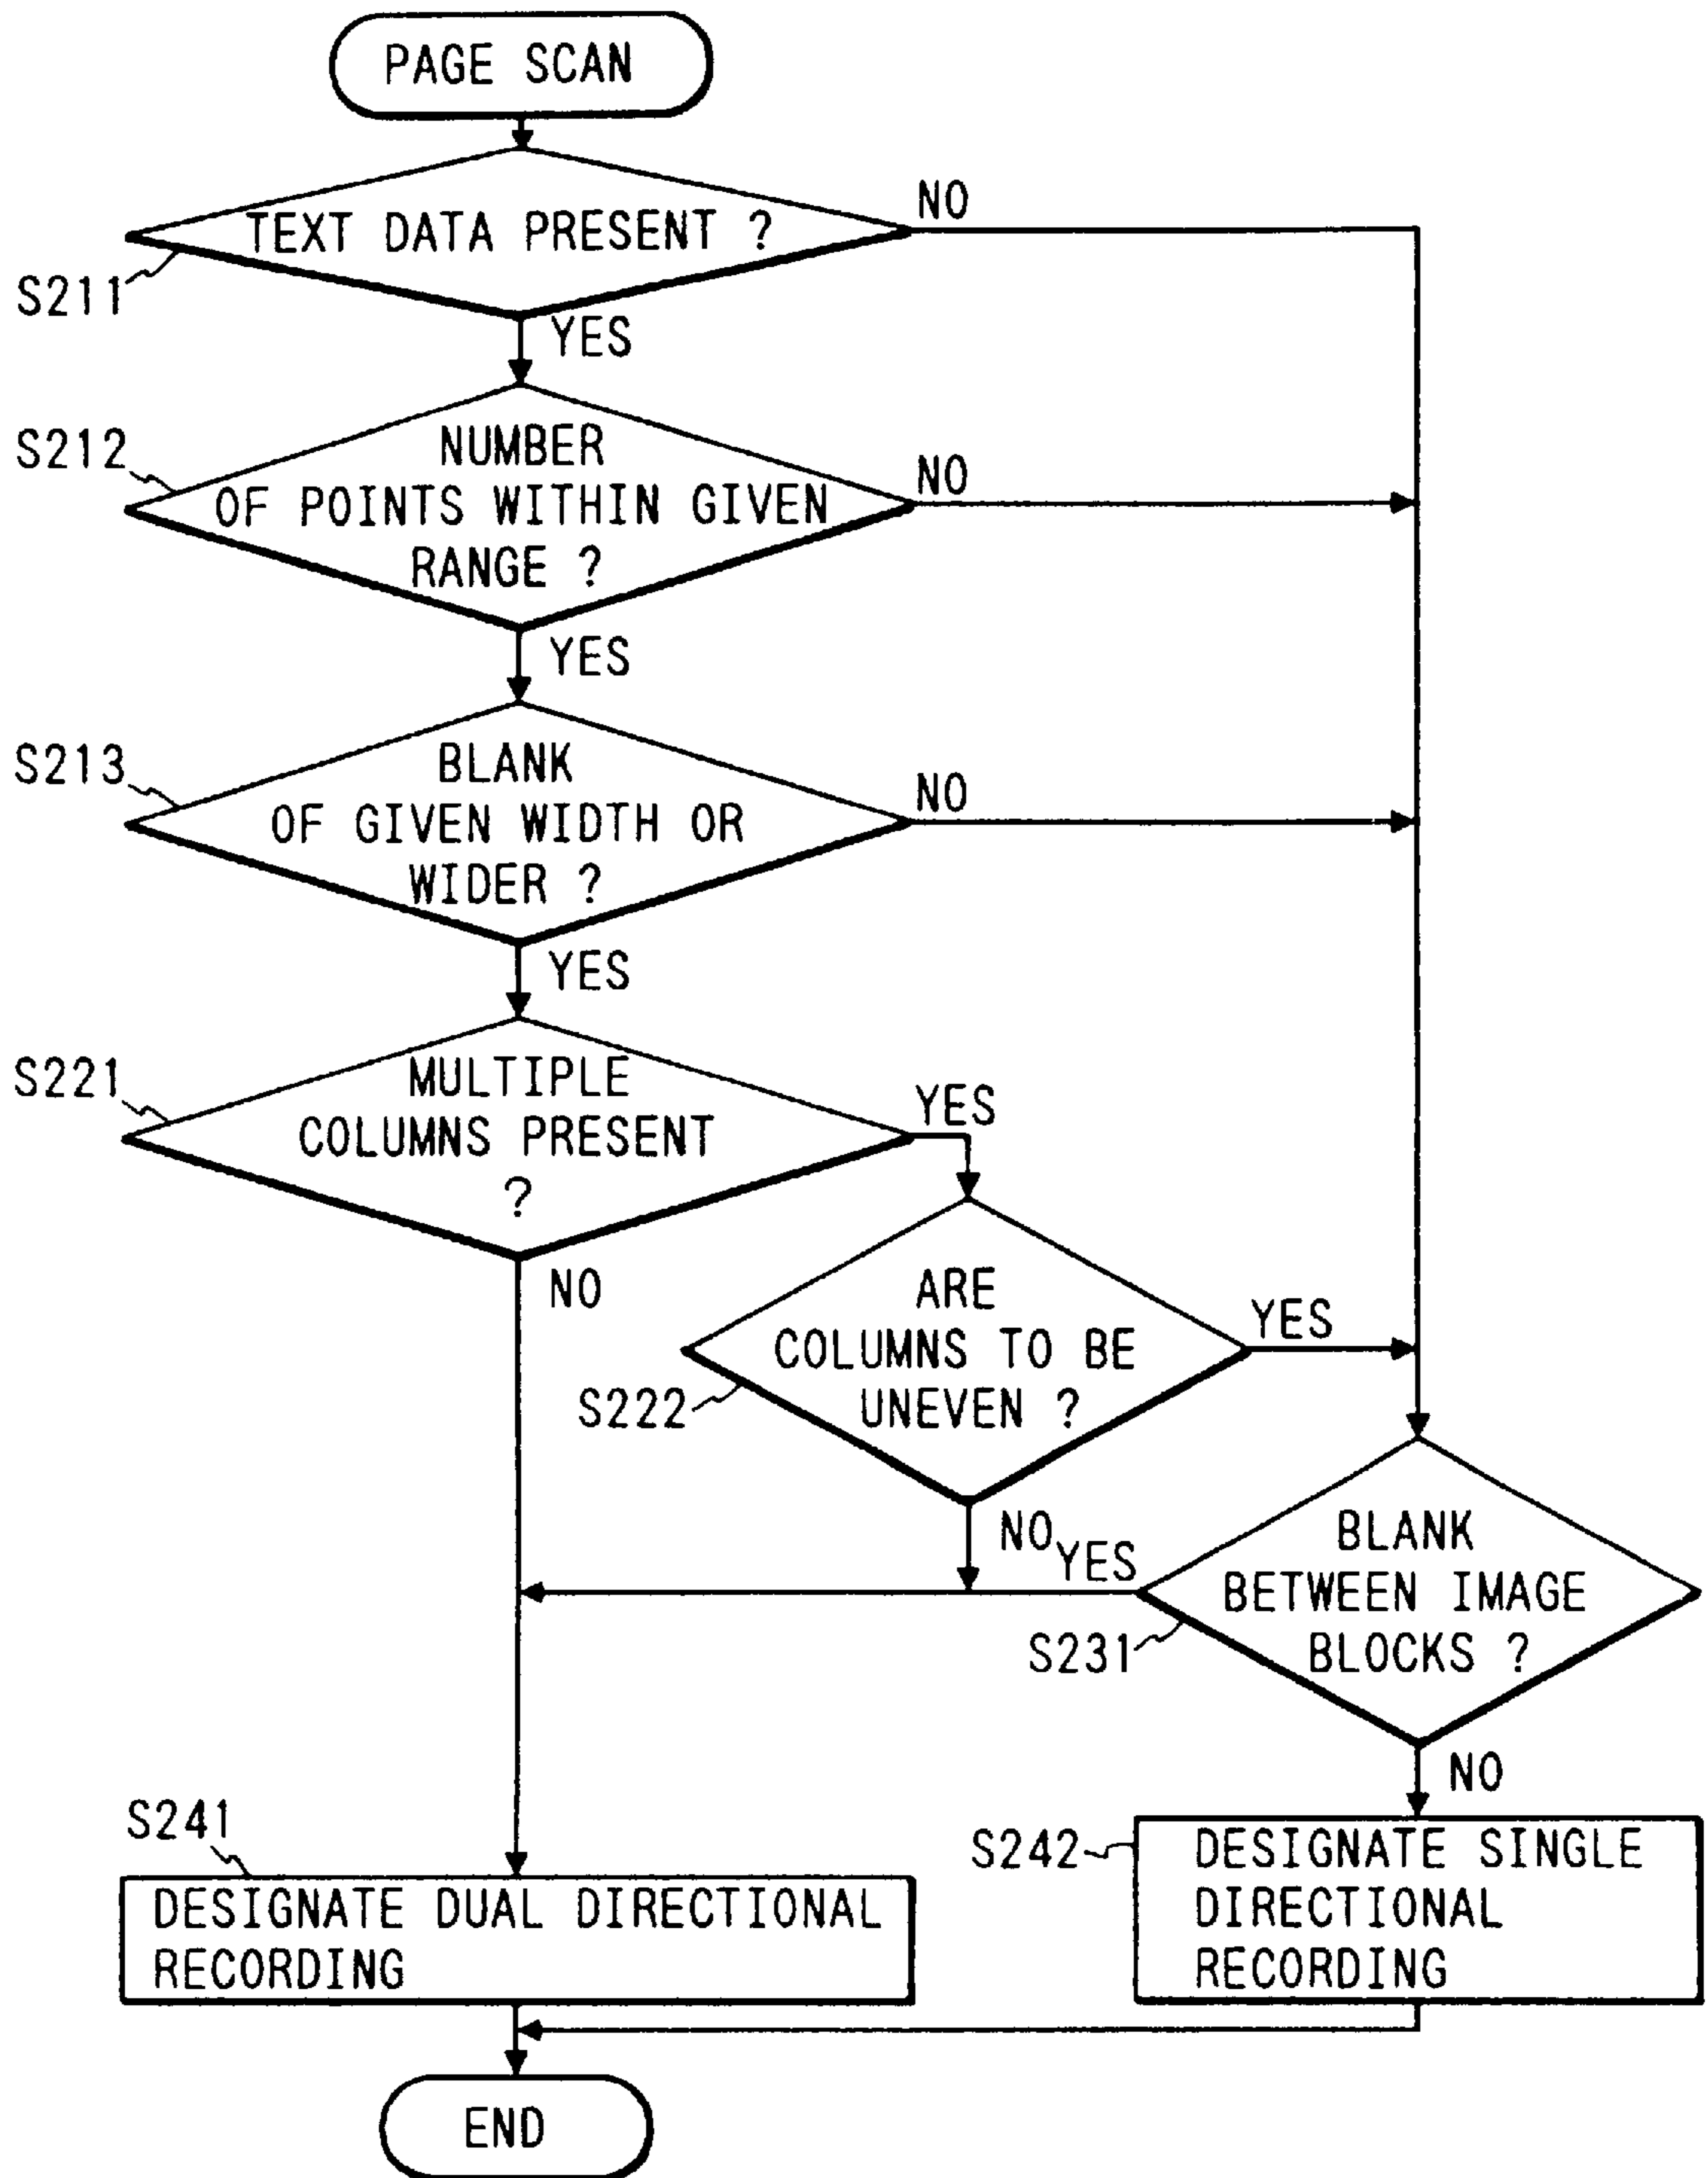 PAGE SCAN
TEXT DATA PRESENT ?
NO
S211
YES
S212
NUMBER
OF POINTS WITHIN GIVEN
RANGE ?
NO
YES
S213
BLANK
OF GIVEN WIDTH OR
WIDER ?
NO
YES
S221
MULTIPLE
COLUMNS PRESENT
?
YES
NO
ARE
COLUMNS TO BE
UNEVEN ?
YES
S222
NO
YES
BLANK
BETWEEN IMAGE
BLOCKS ?
S231
NO
S241
DESIGNATE DUAL DIRECTIONAL
RECORDING
S242
DESIGNATE SINGLE
DIRECTIONAL
RECORDING
END